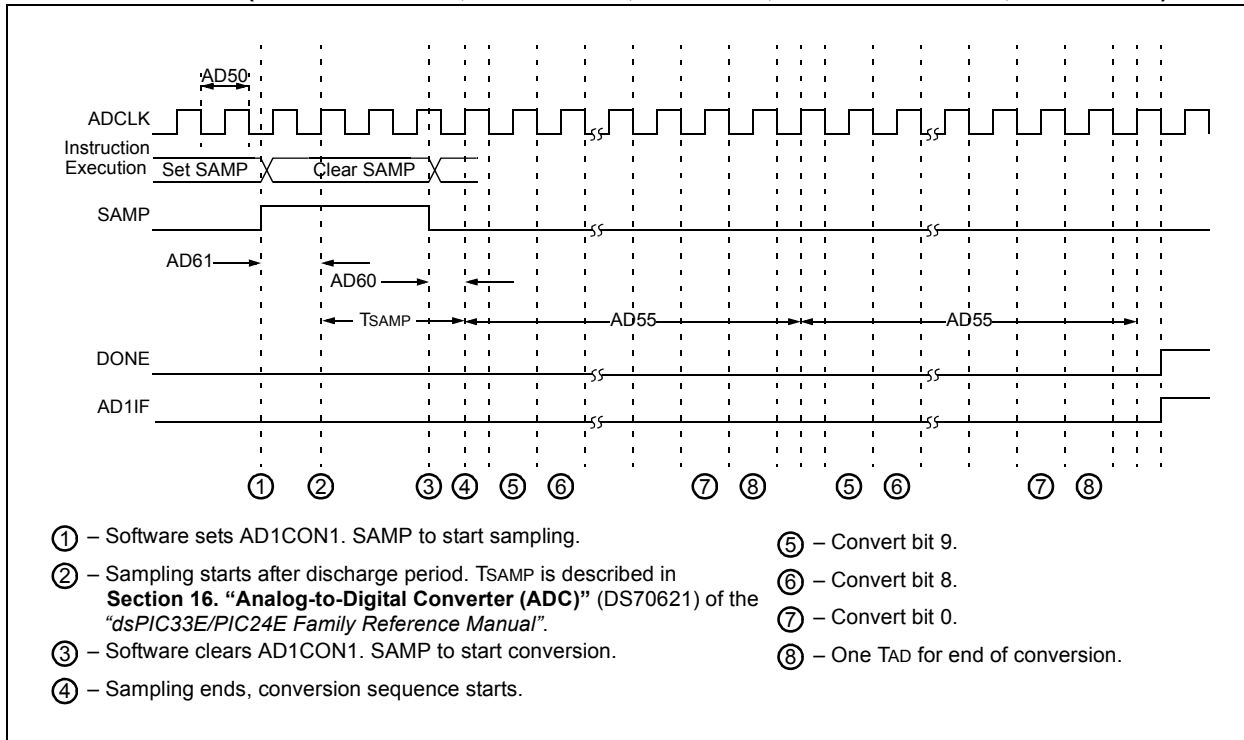 AD50
ADCLK
Instruction
Execution
Set SAMP
Clear SAMP
SAMP
AD61
AD60
TSAMP
AD55
AD55
DONE
AD1IF
1 2 3 4 5 6 7 8 5 6 7 8
1 – Software sets AD1CON1. SAMP to start sampling.
2 – Sampling starts after discharge period. TSAMP is described in
Section 16. “Analog-to-Digital Converter (ADC)” (DS70621) of the
“dsPIC33E/PIC24E Family Reference Manual”.
3 – Software clears AD1CON1. SAMP to start conversion.
4 – Sampling ends, conversion sequence starts.
5 – Convert bit 9.
6 – Convert bit 8.
7 – Convert bit 0.
8 – One TAD for end of conversion.